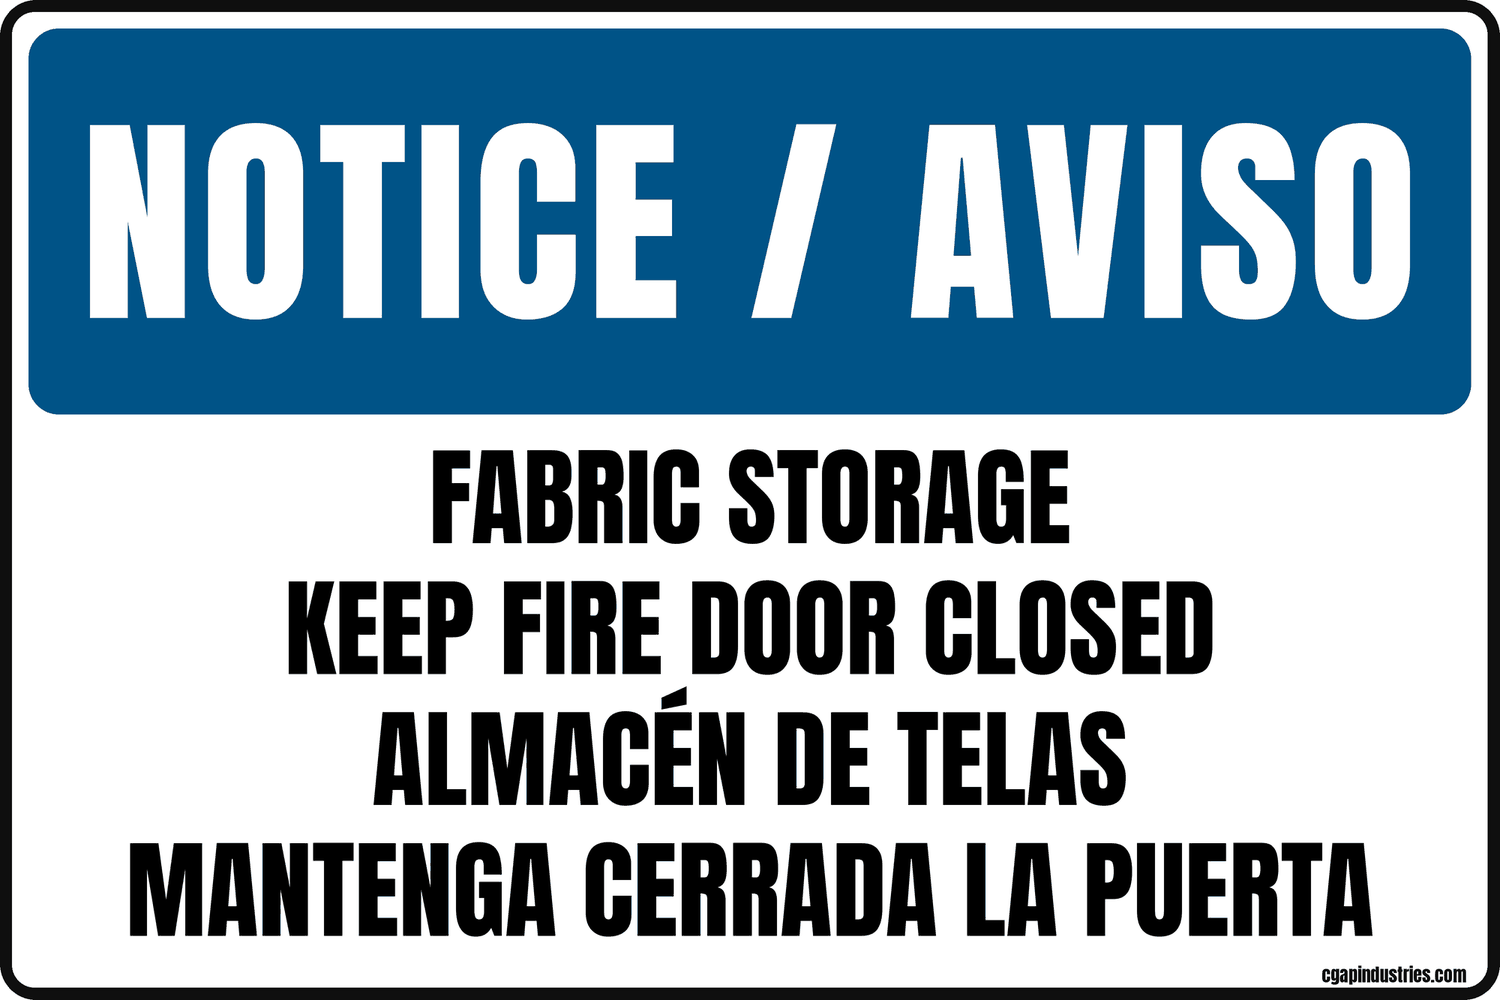 NOTICE / AVISO
FABRIC STORAGE
KEEP FIRE DOOR CLOSED
ALMACÉN DE TELAS
MANTENGA CERRADA LA PUERTA
cgapindustries.com